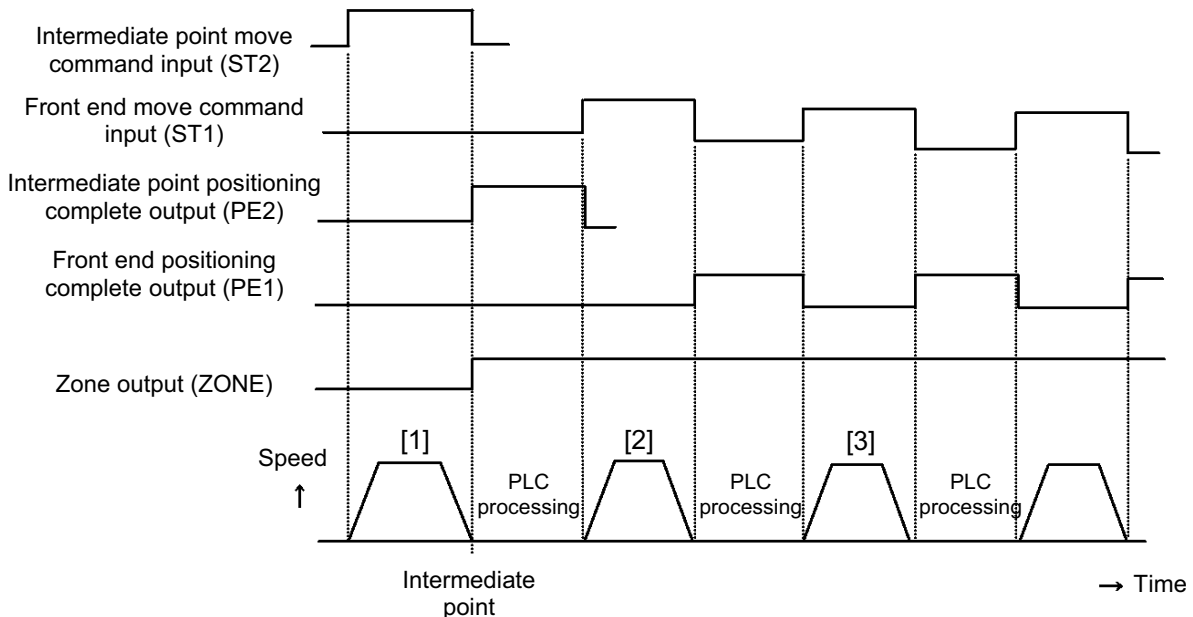 Intermediate point move
command input (ST2)
Front end move command
input (ST1)
Intermediate point positioning
complete output (PE2)
Front end positioning
complete output (PE1)
Zone output (ZONE)
Speed
↑
[1]
[2]
[3]
PLC
processing
PLC
processing
PLC
processing
Intermediate
point
→ Time